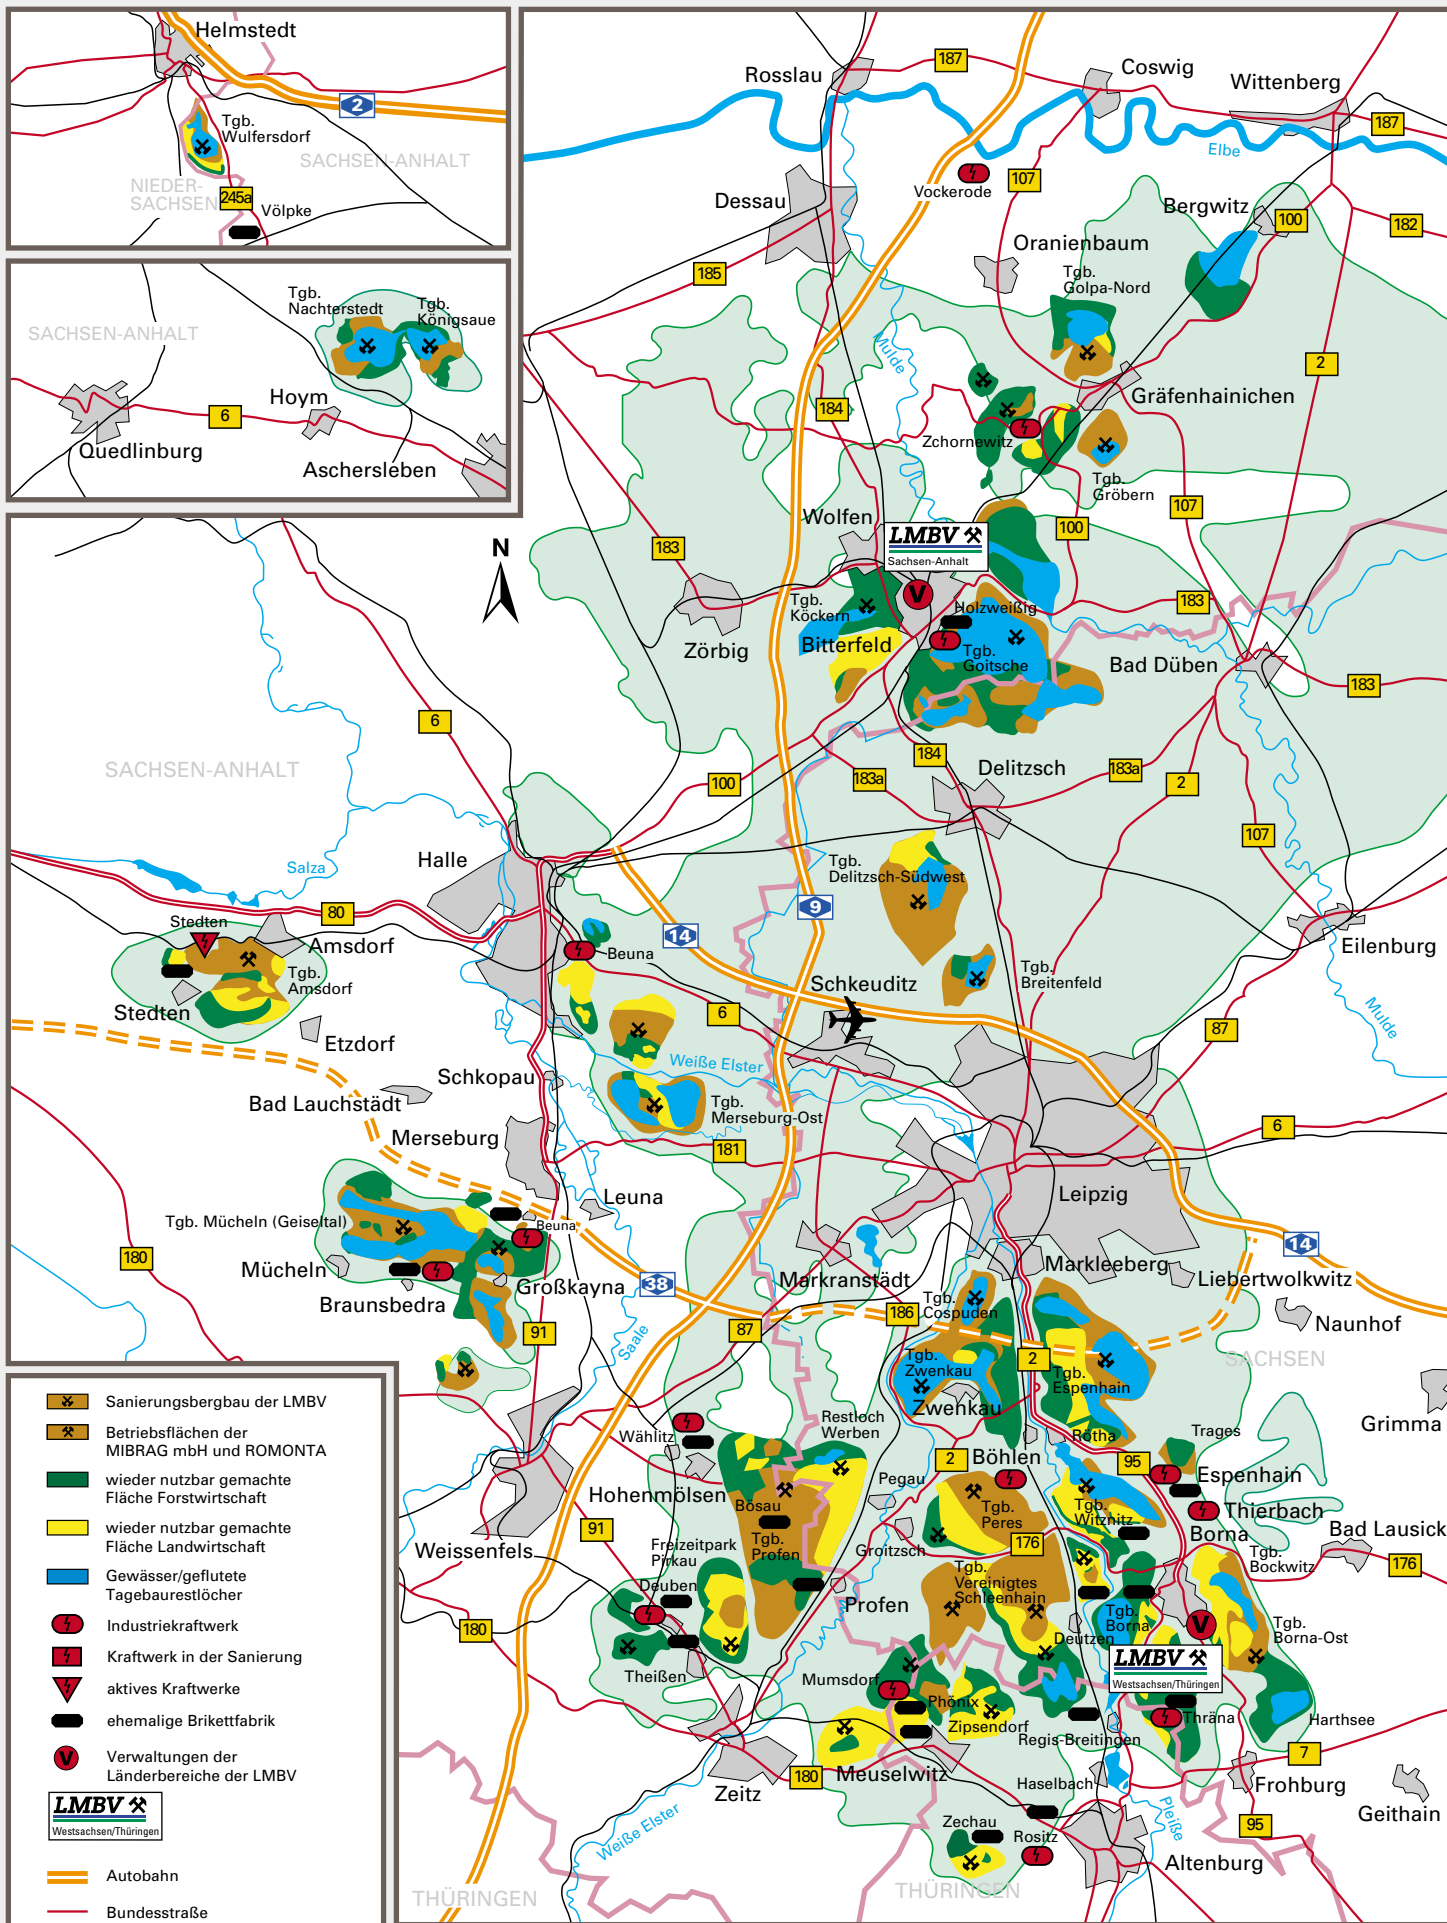 Helmstedt
2
Tgb.
Wulfersdorf
SACHSEN-ANHALT
NIEDER-
SACHSEN
245a
Völpke
Tgb.
Nachterstedt
Tgb.
Königsaue
SACHSEN-ANHALT
6
Hoym
Quedlinburg
Aschersleben
Rosslau
187
Coswig
Wittenberg
187
Elbe
Vockerode
107
Dessau
Bergwitz
100
182
Oranienbaum
185
Tgb.
Golpa-Nord
Mulde
2
184
Gräfenhainichen
Zchornewitz
Tgb.
Gröbern
107
Wolfen
100
LMBV
Sachsen-Anhalt
N
183
V
Tgb.
Köckern
Holzweißig
183
Zörbig
Bitterfeld
Tgb.
Goitsche
Bad Düben
183
6
SACHSEN-ANHALT
184
100
183a
Delitzsch
183a
2
107
Halle
Salza
Tgb.
Delitzsch-Südwest
9
80
Stedten
14
Amsdorf
Beuna
Eilenburg
Tgb.
Amsdorf
Schkeuditz
Tgb.
Breitenfeld
Stedten
6
Mulde
87
Etzdorf
Weiße Elster
Schkopau
Bad Lauchstädt
Tgb.
Merseburg-Ost
Merseburg
181
6
Leipzig
Leuna
Tgb. Mücheln (Geiseltal)
Beuna
180
14
Mücheln
Großkayna
38
Markranstädt
Markleeberg
Liebertwolkwitz
Braunsbedra
186
Tgb.
Cospuden
Naunhof
91
87
Saale
2
SACHSEN
Tgb.
Zwenkau
Tgb.
Espenhain
Zwenkau
Grimma
Sanierungsbergbau der LMBV
Betriebsflächen der
MIBRAG mbH und ROMONTA
wieder nutzbar gemachte
Fläche Forstwirtschaft
wieder nutzbar gemachte
Fläche Landwirtschaft
Gewässer/geflutete
Tagebaurestlöcher
Industriekraftwerk
Kraftwerk in der Sanierung
aktives Kraftwerke
ehemalige Brikettfabrik
V
Verwaltungen der
Länderbereiche der LMBV
LMBV
Westsachsen/Thüringen
Autobahn
Bundesstraße
Restloch
Werben
Rötha
Trages
Wählitz
2
Böhlen
95
Espenhain
Pegau
Hohenmölsen
Bösau
Tgb.
Peres
Tgb.
Witznitz
Thierbach
91
Tgb.
Profen
Groitzsch
176
Borna
Bad Lausick
Weissenfels
Freizeitpark
Pirkau
Tgb.
Bockwitz
176
Deuben
Tgb.
Vereinigtes
Schleenhain
Profen
Tgb.
Borna
V
180
Deutzen
Tgb.
Borna-Ost
Theißen
LMBV
Westsachsen/Thüringen
Mumsdorf
Phönix
Zipsendorf
Thräna
Harthsee
Regis-Breitingen
7
180
Meuselwitz
Haselbach
Frohburg
Zeitz
Geithain
Weiße Elster
Zechau
Rositz
Pleiße
95
Altenburg
THÜRINGEN
THÜRINGEN